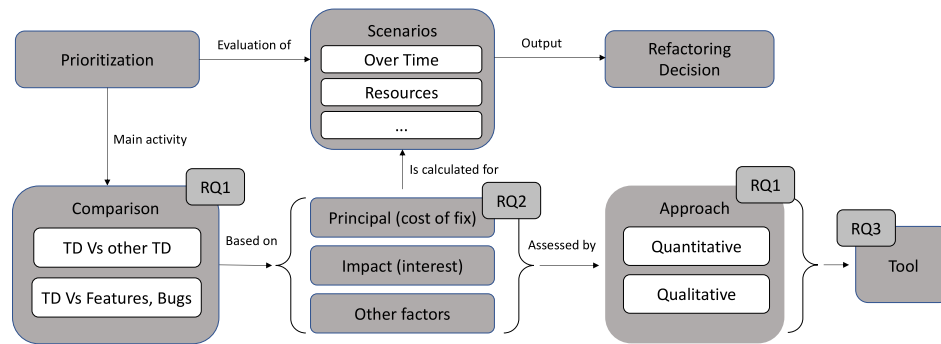 Scenarios
Prioritization
Evaluation of
Over Time
Resources
...
Output
Refactoring
Decision
Main activity
Is calculated for
RQ1
Comparison
TD Vs other TD
TD Vs Features, Bugs
Based on
RQ2
Principal (cost of fix)
Impact (interest)
Other factors
Assessed by
RQ1
Approach
Quantitative
Qualitative
RQ3
Tool